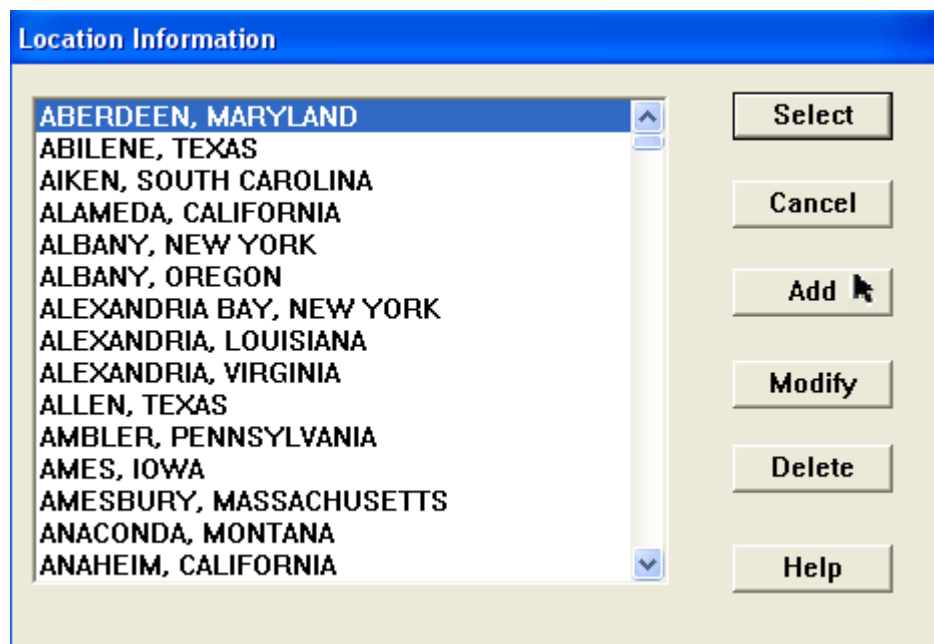 Location Information
ABERDEEN, MARYLAND
ABILENE, TEXAS
AIKEN, SOUTH CAROLINA
ALAMEDA, CALIFORNIA
ALBANY, NEW YORK
ALBANY, OREGON
ALEXANDRIA BAY, NEW YORK
ALEXANDRIA, LOUISIANA
ALEXANDRIA, VIRGINIA
ALLEN, TEXAS
AMBLER, PENNSYLVANIA
AMES, IOWA
AMESBURY, MASSACHUSETTS
ANACONDA, MONTANA
ANAHEIM, CALIFORNIA
Select
Cancel
Add
Modify
Delete
Help